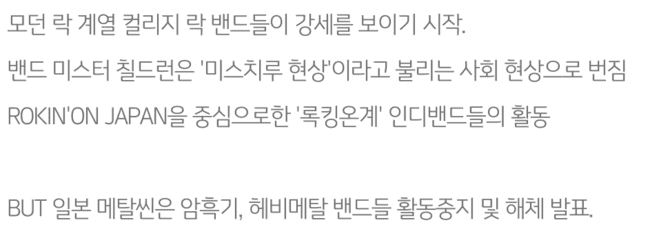 모던 락 계열 컬리지 락 밴드들이 강세를 보이기 시작.
밴드 미스터 칠드런은 '미스치루 현상'이라고 불리는 사회 현상으로 번짐
ROKIN'ON JAPAN을 중심으로한 '록킹온계' 인디밴드들의 활동
BUT 일본 메탈씬은 암흑기, 헤비메탈 밴드들 활동중지 및 해체 발표.